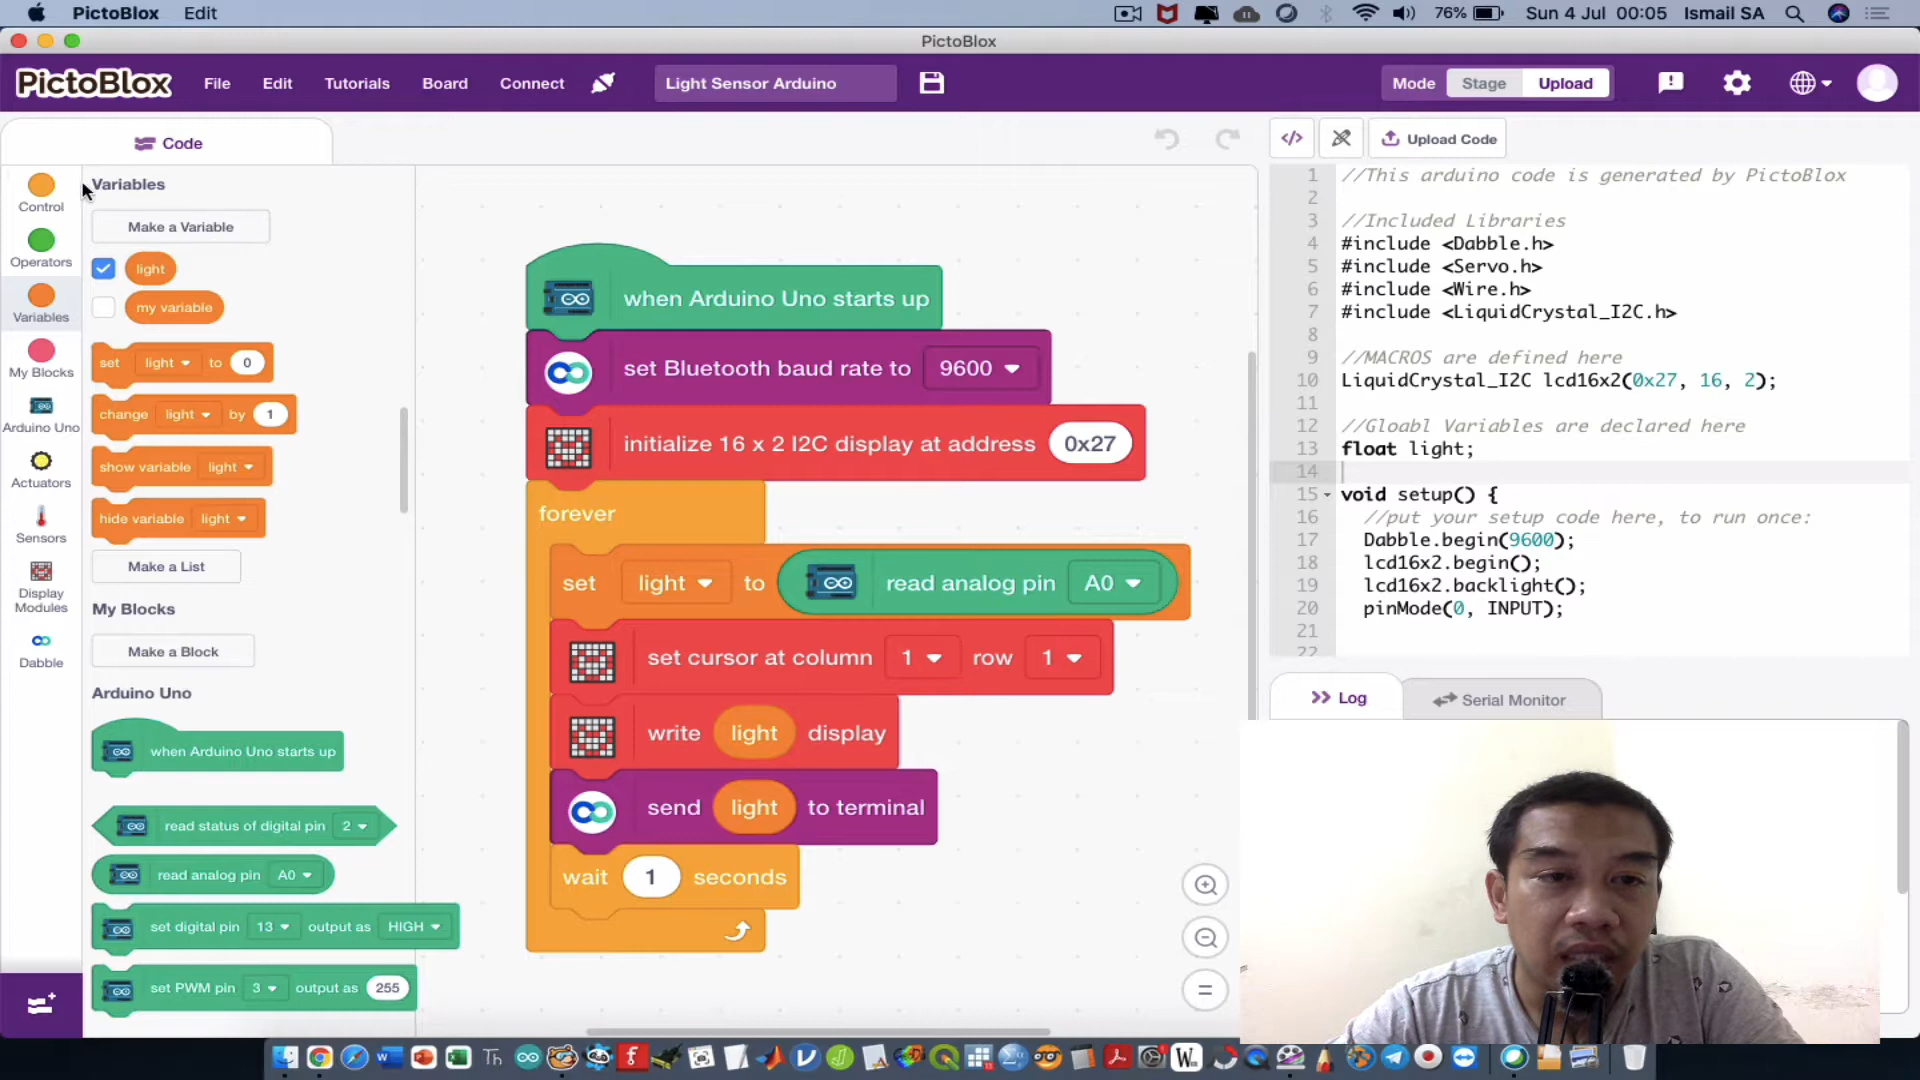 PictoBlox Edit 76% Sun 4 Jul 00:05 Ismail SA
PictoBlox
PictoBlox File Edit Tutorials Board Connect Light Sensor Arduino Mode Stage Upload
Code
Upload Code
Control
Operators
Variables
My Blocks
Arduino Uno
Actuators
Sensors
Display
Modules
Dabble
Variables
Make a Variable
light
my variable
set light to 0
change light by 1
show variable light
hide variable light
Make a List
My Blocks
Make a Block
Arduino Uno
when Arduino Uno starts up
read status of digital pin 2
read analog pin A0
set digital pin 13 output as HIGH
set PWM pin 3 output as 255
when Arduino Uno starts up
set Bluetooth baud rate to 9600
initialize 16 x 2 I2C display at address 0x27
forever
set light to read analog pin A0
set cursor at column 1 row 1
write light display
send light to terminal
wait 1 seconds
1 //This arduino code is generated by PictoBlox
2
3 //Included Libraries
4 #include <Dabble.h>
5 #include <Servo.h>
6 #include <Wire.h>
7 #include <LiquidCrystal_I2C.h>
8
9 //MACROS are defined here
10 LiquidCrystal_I2C lcd16x2(0x27, 16, 2);
11
12 //Gloabl Variables are declared here
13 float light;
14
15 void setup() {
16 //put your setup code here, to run once:
17 Dabble.begin(9600);
18 lcd16x2.begin();
19 lcd16x2.backlight();
20 pinMode(0, INPUT);
21
22
Log Serial Monitor